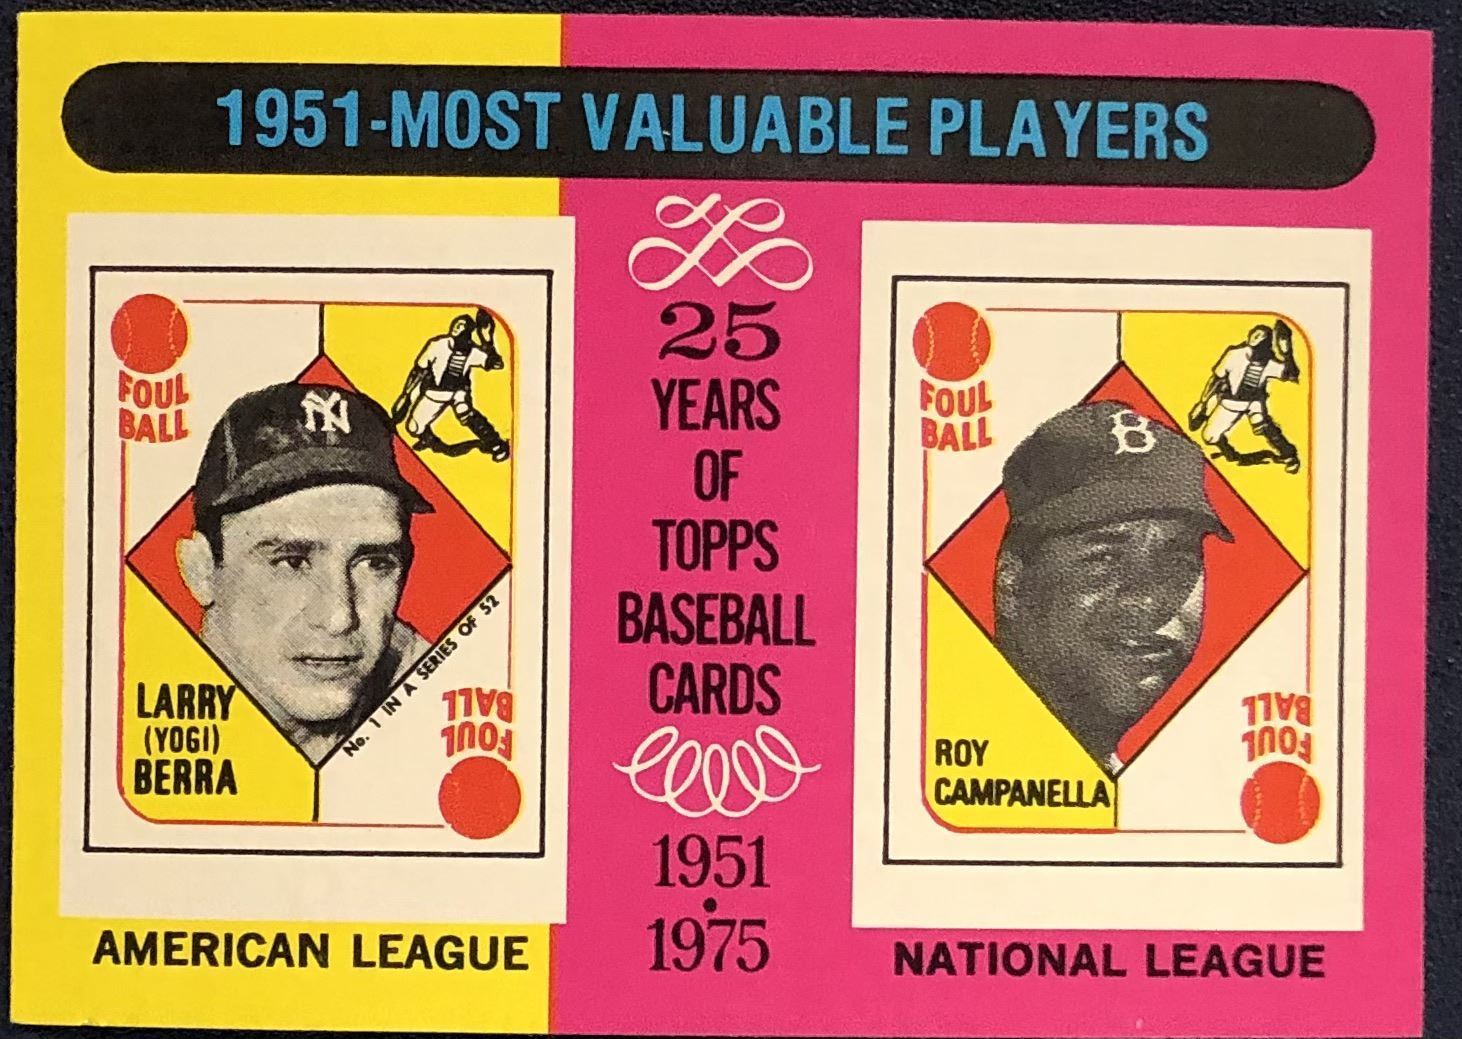 1951-MOST VALUABLE PLAYERS
FOUL
BALL
NY
LARRY
(YOGI)
BERRA
No. 1 IN A SERIES OF 52
FOUL
BALL
AMERICAN LEAGUE
25
YEARS
OF
TOPPS
BASEBALL
CARDS
1951
•
1975
FOUL
BALL
B
ROY
CAMPANELLA
FOUL
BALL
NATIONAL LEAGUE